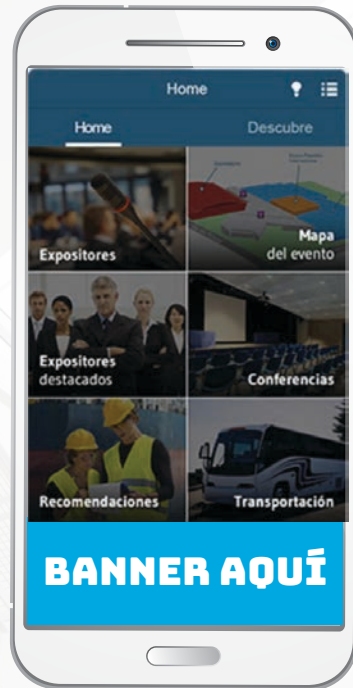 Home
Home
Descubre
Expositores
Mapa
del evento
Expositores
destacados
Conferencias
Recomendaciones
Transportación
BANNER AQUÍ